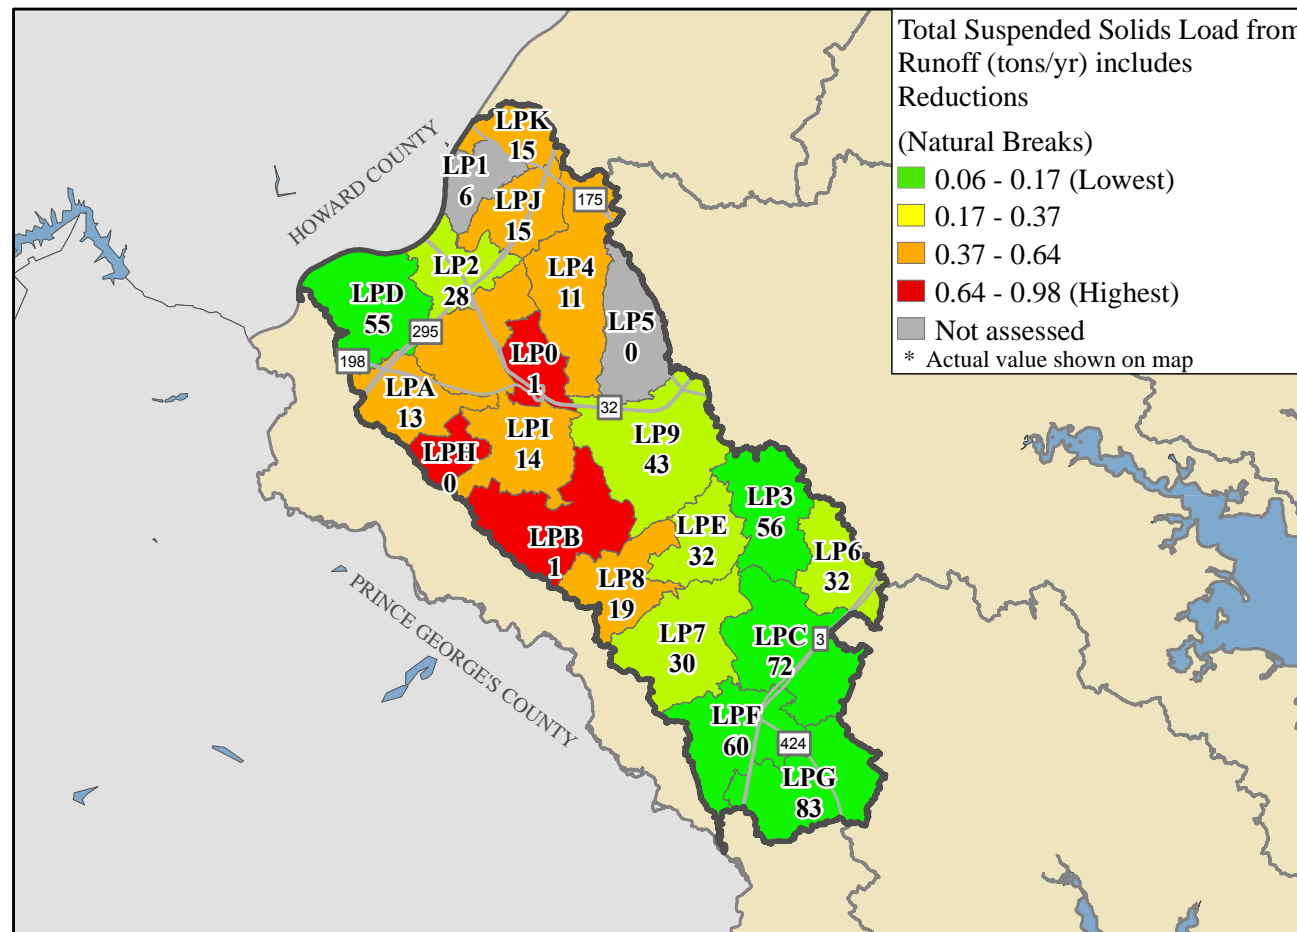 Total Suspended Solids Load from
Runoff (tons/yr) includes
Reductions
(Natural Breaks)
0.06 - 0.17 (Lowest)
0.17 - 0.37
0.37 - 0.64
0.64 - 0.98 (Highest)
Not assessed
* Actual value shown on map
HOWARD COUNTY
PRINCE GEORGE'S COUNTY
LPK
15
LP1
6
LPJ
15
175
LP2
28
LP4
11
LPD
55
295
LP5
0
198
LP0
1
LPA
13
32
LPI
14
LP9
43
LPH
0
LP3
56
LPE
32
LPB
1
LP6
32
LP8
19
LP7
30
LPC
72
3
LPF
60
424
LPG
83